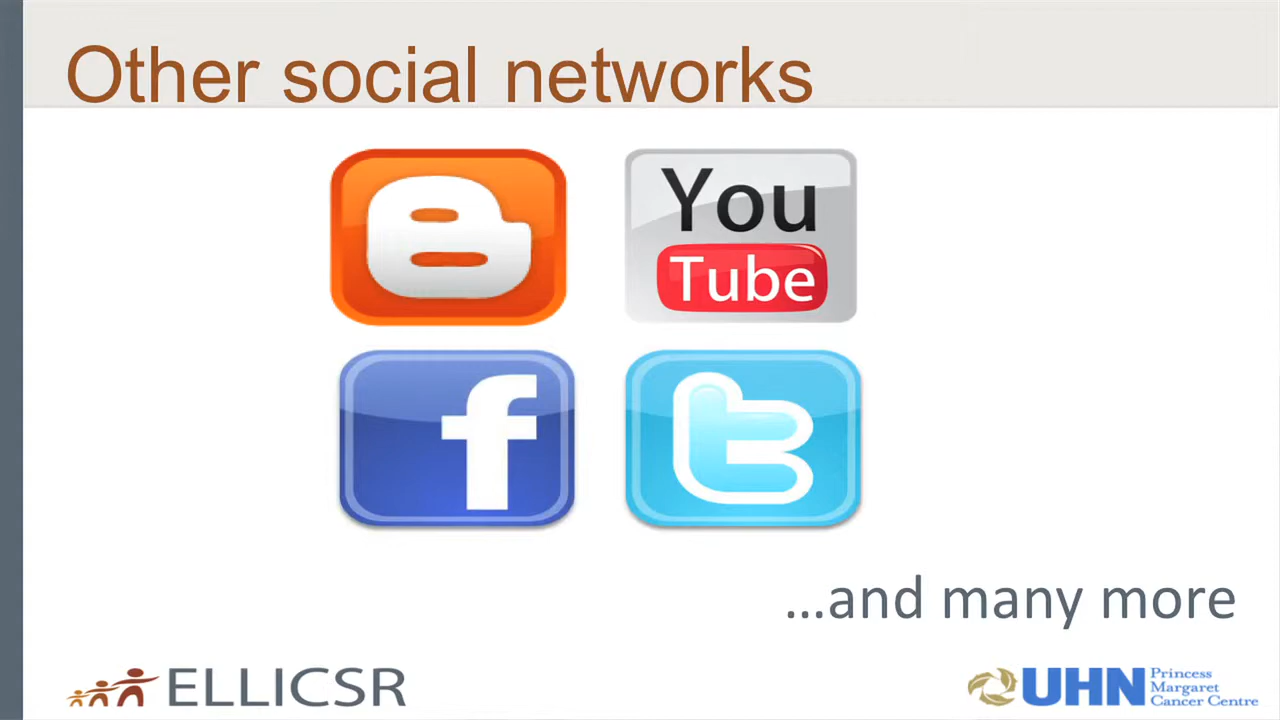 Other social networks
B
You
Tube
f
t
...and many more
ELLICSR
UHN
Princess
Margaret
Cancer Centre